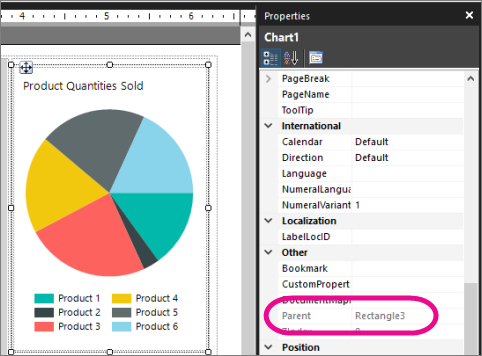 4 5 6
Properties
Chart1
Product Quantities Sold
Product 1 Product 4
Product 2 Product 5
Product 3 Product 6
PageBreak
PageName
ToolTip
International
Calendar Default
Direction Default
Language
NumeralLangua
NumeralVariant 1
Localization
LabelLocID
Other
Bookmark
CustomPropert
Parent Rectangle3
Position